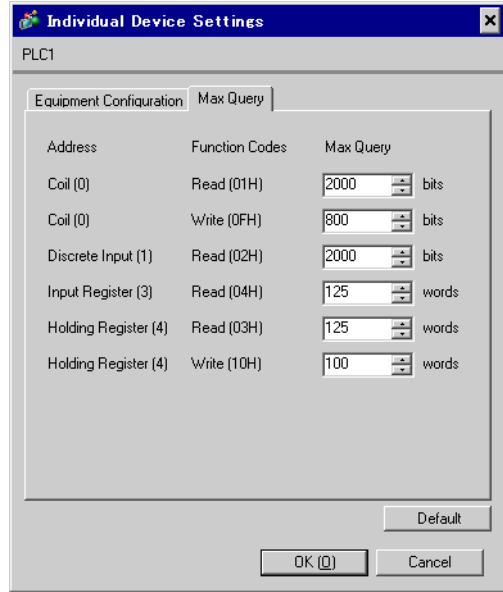 Individual Device Settings
PLC1
Equipment Configuration Max Query
Address Function Codes Max Query
Coil (0) Read (01H) 2000 bits
Coil (0) Write (0FH) 800 bits
Discrete Input (1) Read (02H) 2000 bits
Input Register (3) Read (04H) 125 words
Holding Register (4) Read (03H) 125 words
Holding Register (4) Write (10H) 100 words
Default
OK (O) Cancel